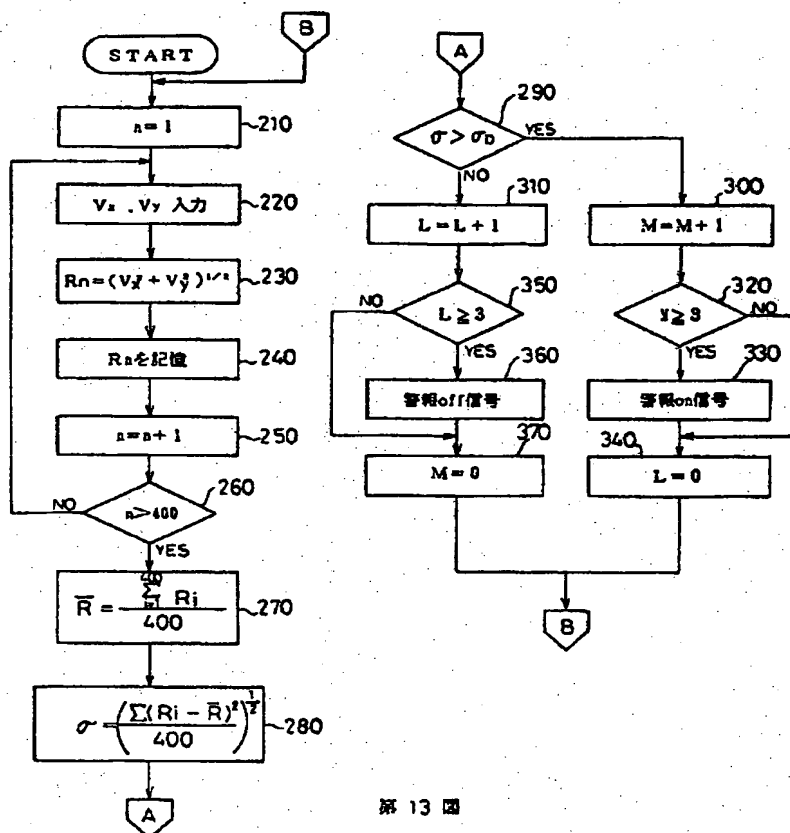 START
B
n=1
210
Vx , Vy 入力
220
Rn=(Vx²+Vy²)^1/2
230
Rnを記憶
240
n=n+1
250
260
n>400
NO
YES
R̄ = Σ Ri / 400
270
σ = (Σ(Ri-R̄)² / 400)^1/2
280
A
A
290
σ > σD
YES
NO
310
L=L+1
300
M=M+1
350
L≧3
NO
YES
320
≧3
NO
YES
360
警報off信号
330
警報on信号
370
M=0
340
L=0
B
第 13 図